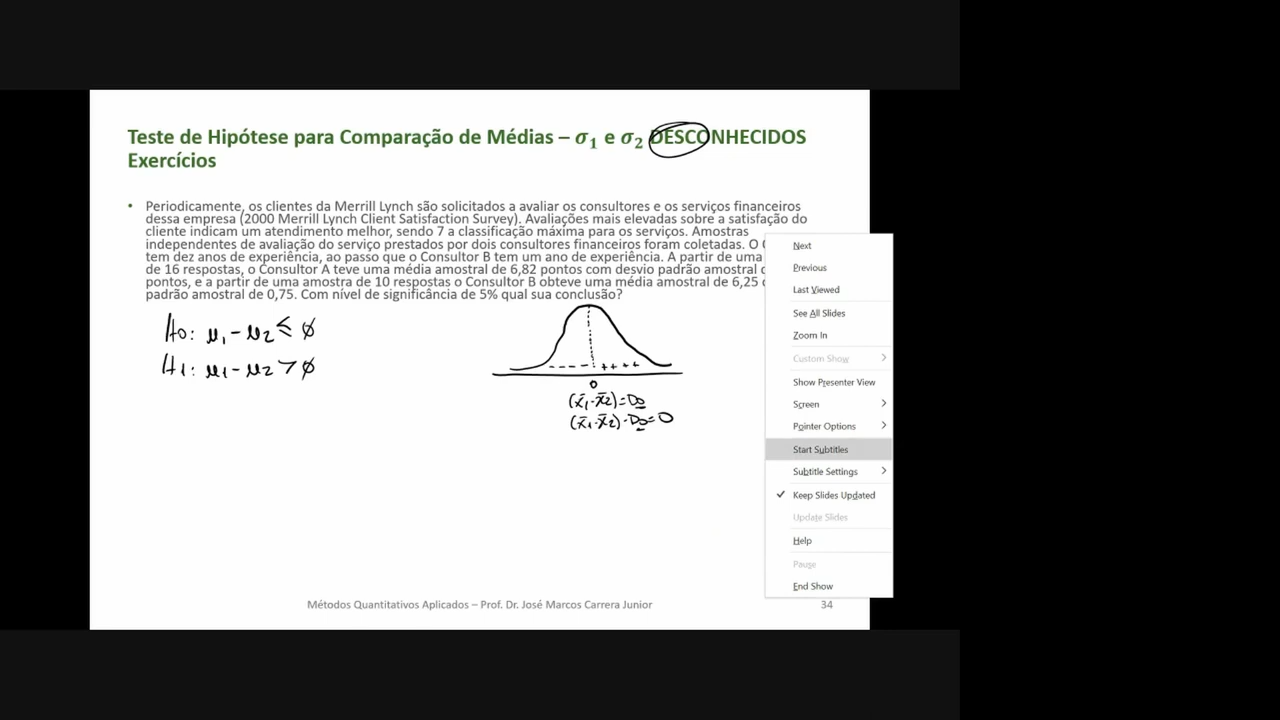 Teste de Hipótese para Comparação de Médias – σ₁ e σ₂ DESCONHECIDOS
Exercícios
• Periodicamente, os clientes da Merrill Lynch são solicitados a avaliar os consultores e os serviços financeiros
dessa empresa (2000 Merrill Lynch Client Satisfaction Survey). Avaliações mais elevadas sobre a satisfação do
cliente indicam um atendimento melhor, sendo 7 a classificação máxima para os serviços. Amostras
independentes de avaliação do serviço prestados por dois consultores financeiros foram coletadas. O
tem dez anos de experiência, ao passo que o Consultor B tem um ano de experiência. A partir de uma
de 16 respostas, o Consultor A teve uma média amostral de 6,82 pontos com desvio padrão amostral
pontos, e a partir de uma amostra de 10 respostas o Consultor B obteve uma média amostral de 6,25
padrão amostral de 0,75. Com nível de significância de 5% qual sua conclusão?
H0: μ1 - μ2 ≤ ∅
H1: μ1 - μ2 > ∅
- - - - - + + + +
0
(x̄1-x̄2)=D0
(x̄1-x̄2)-D0=0
Next
Previous
Last Viewed
See All Slides
Zoom In
Custom Show
Show Presenter View
Screen
Pointer Options
Start Subtitles
Subtitle Settings
Keep Slides Updated
Update Slides
Help
Pause
End Show
Métodos Quantitativos Aplicados – Prof. Dr. José Marcos Carrera Junior
34